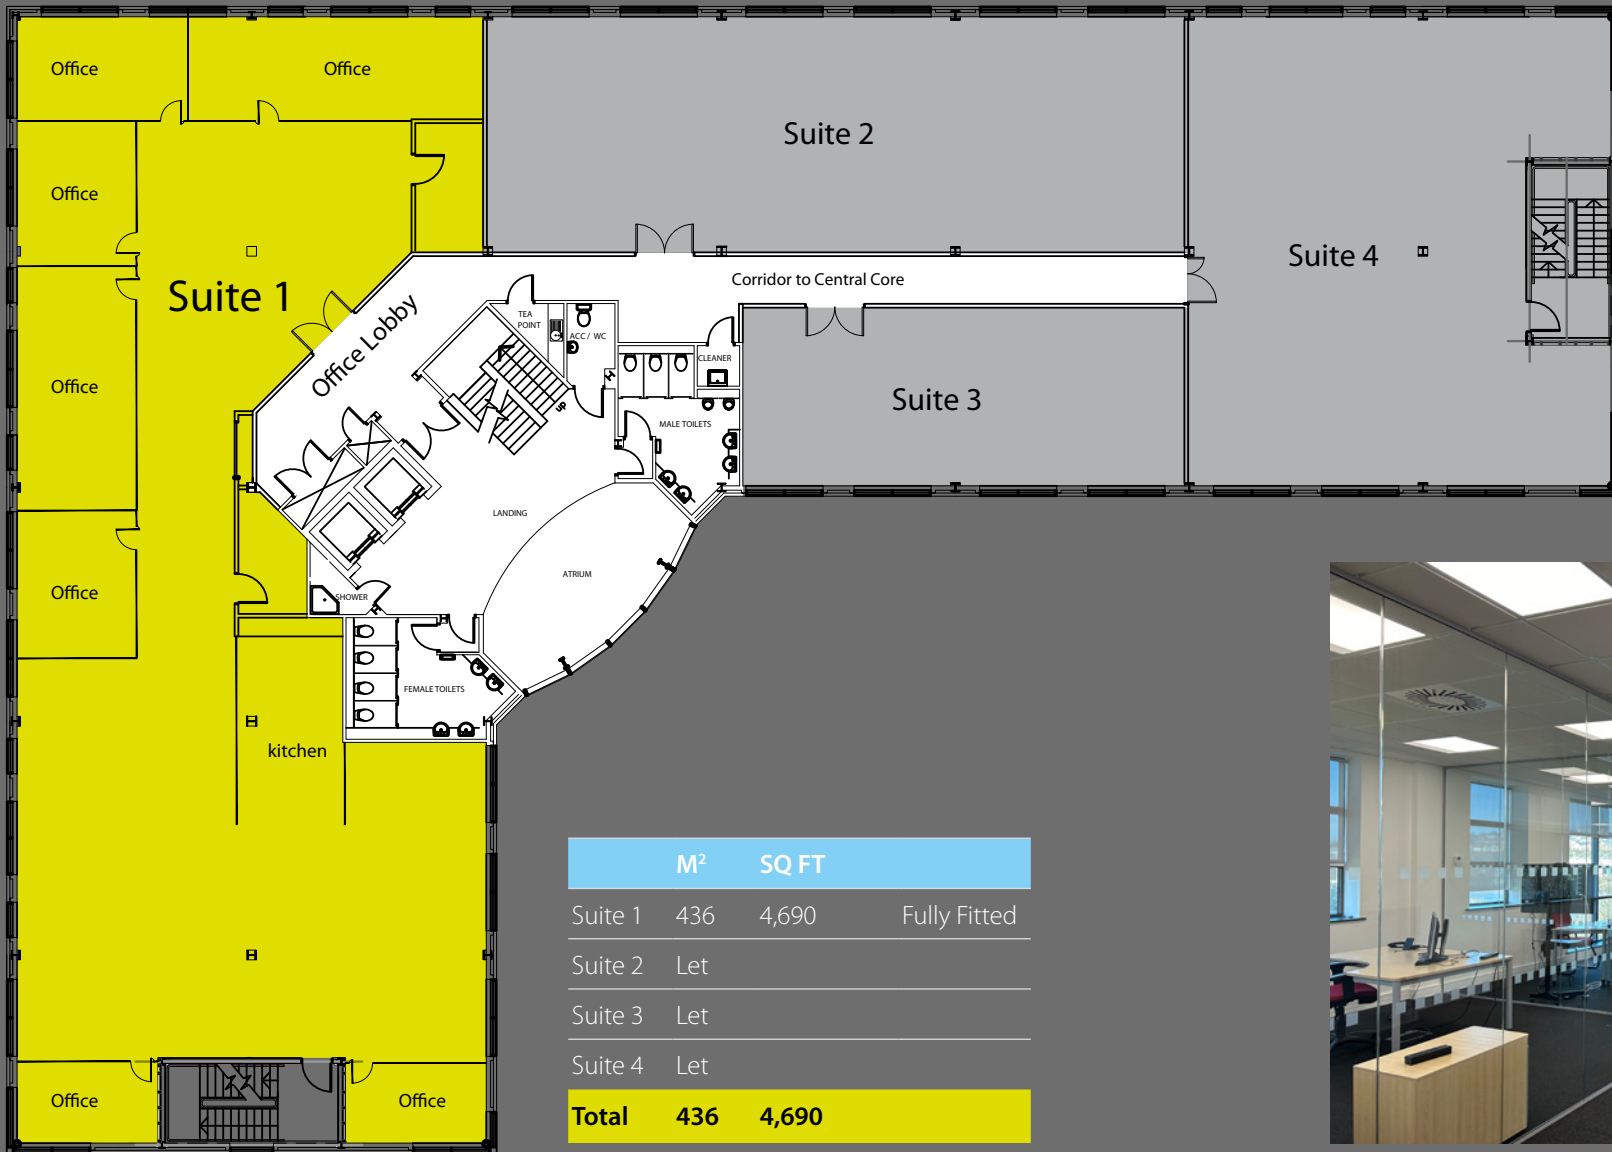 Office
Office
Suite 2
Office
Suite 4
Corridor to Central Core
Suite 1
TEA
POINT
Office Lobby
ACC / WC
CLEANER
Office
Suite 3
up
MALE TOILETS
LANDING
ATRIUM
Office
SHOWER
FEMALE TOILETS
kitchen
M² SQ FT
Suite 1 436 4,690 Fully Fitted
Suite 2 Let
Suite 3 Let
Suite 4 Let
Office
Office
Total 436 4,690